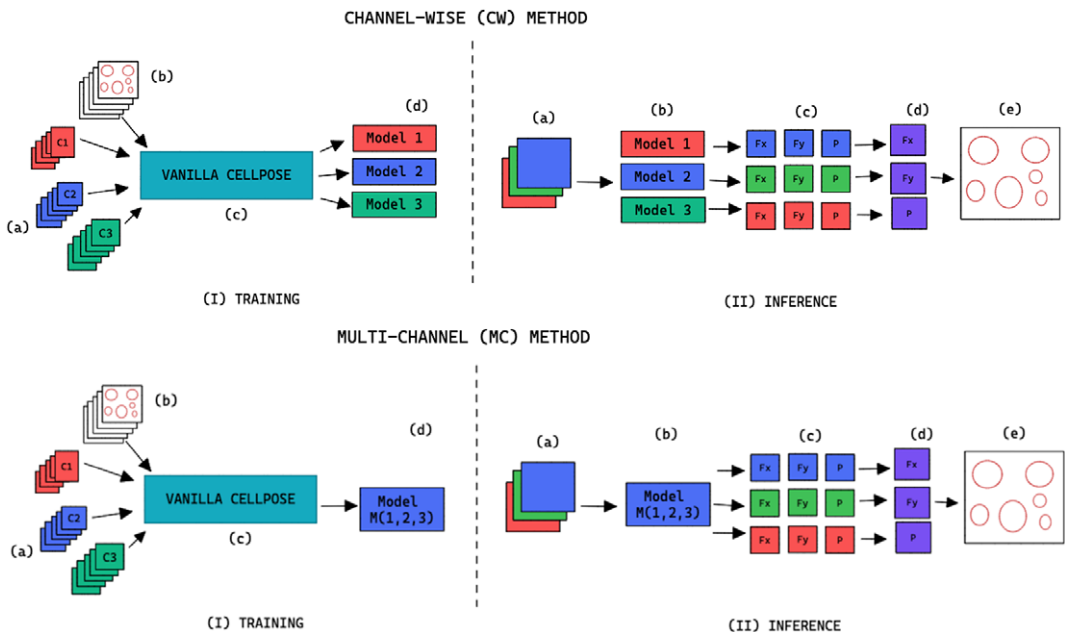 CHANNEL-WISE (CW) METHOD
(b)
C1
C2
(a)
C3
VANILLA CELLPOSE
(c)
(d)
Model 1
Model 2
Model 3
(I) TRAINING
(a)
(b)
Model 1
Model 2
Model 3
(c)
Fx Fy P
Fx Fy P
Fx Fy P
(d)
Fx
Fy
P
(e)
(II) INFERENCE
MULTI-CHANNEL (MC) METHOD
(b)
C1
C2
(a)
C3
VANILLA CELLPOSE
(c)
(d)
Model
M(1,2,3)
(I) TRAINING
(a)
(b)
Model
M(1,2,3)
(c)
Fx Fy P
Fx Fy P
Fx Fy P
(d)
Fx
Fy
P
(e)
(II) INFERENCE